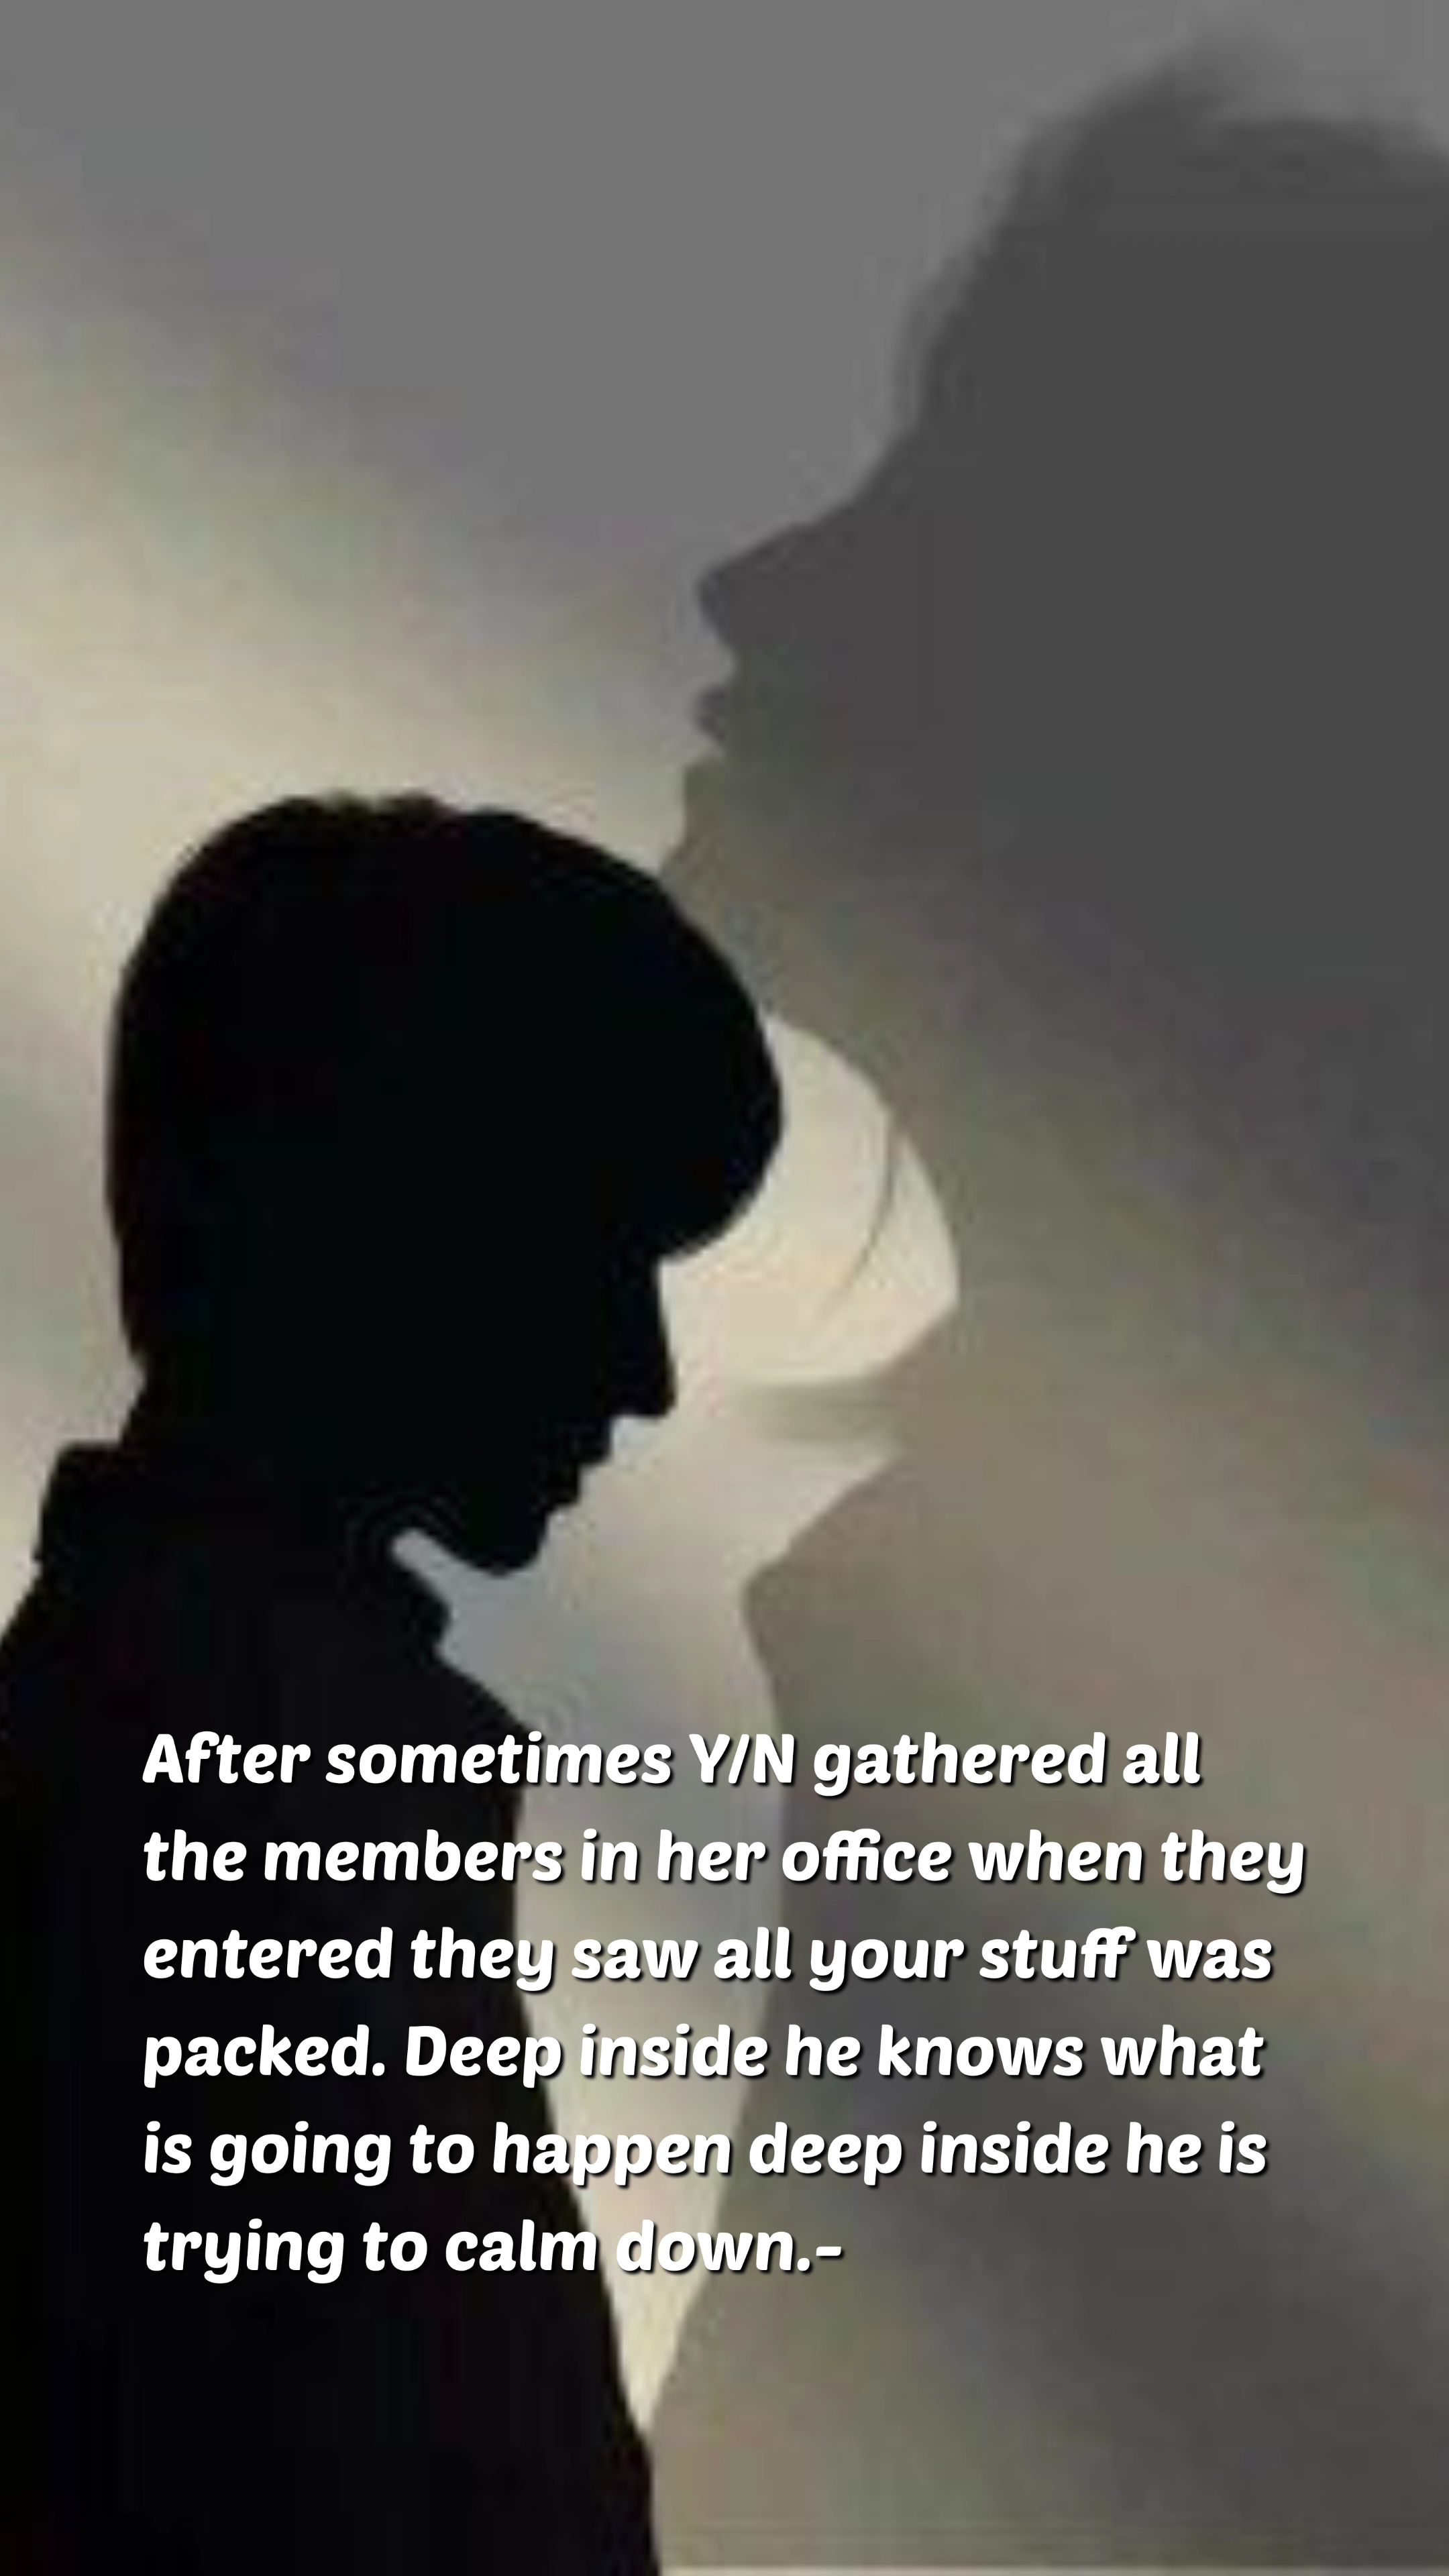 After sometimes Y/N gathered all
the members in her office when they
entered they saw all your stuff was
packed. Deep inside he knows what
is going to happen deep inside he is
trying to calm down.-